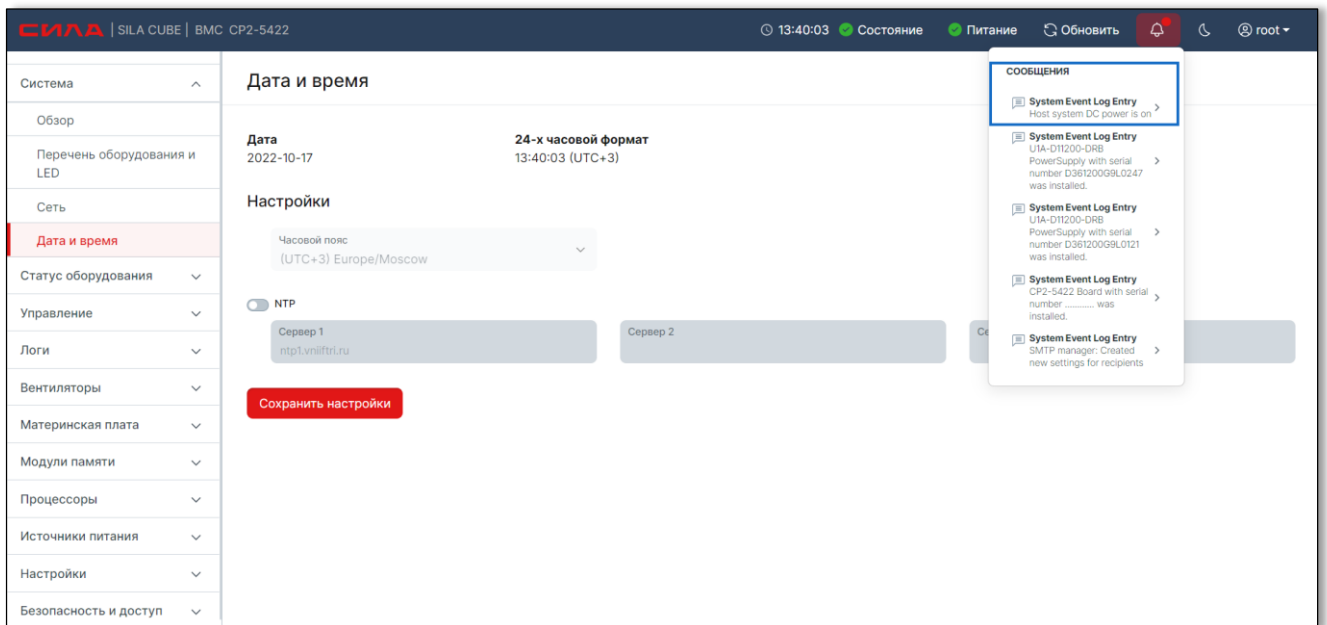 СИЛА | SILA CUBE | BMC CP2-5422
13:40:03 Состояние Питание Обновить root
Система
Обзор
Перечень оборудования и
LED
Сеть
Дата и время
Статус оборудования
Управление
Логи
Вентиляторы
Материнская плата
Модули памяти
Процессоры
Источники питания
Настройки
Безопасность и доступ
Дата и время
Дата
2022-10-17
24-х часовой формат
13:40:03 (UTC+3)
Настройки
Часовой пояс
(UTC+3) Europe/Moscow
NTP
Сервер 1
ntp1.vniiftri.ru
Сервер 2
Се
Сохранить настройки
СООБЩЕНИЯ
System Event Log Entry
Host system DC power is on
System Event Log Entry
U1A-D11200-DRB
PowerSupply with serial
number D361200G9L0247
was installed.
System Event Log Entry
U1A-D11200-DRB
PowerSupply with serial
number D361200G9L0121
was installed.
System Event Log Entry
CP2-5422 Board with serial
number .............. was
installed.
System Event Log Entry
SMTP manager: Created
new settings for recipients